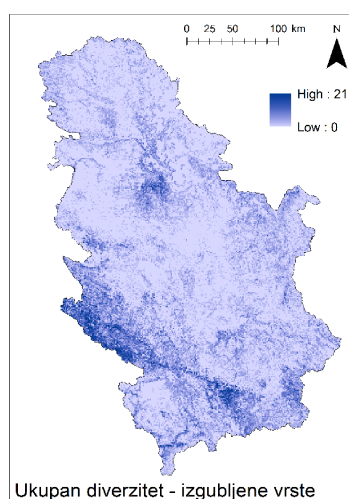 0 25 50 100 km
N
High : 21
Low : 0
Ukupan diverzitet - izgubljene vrste